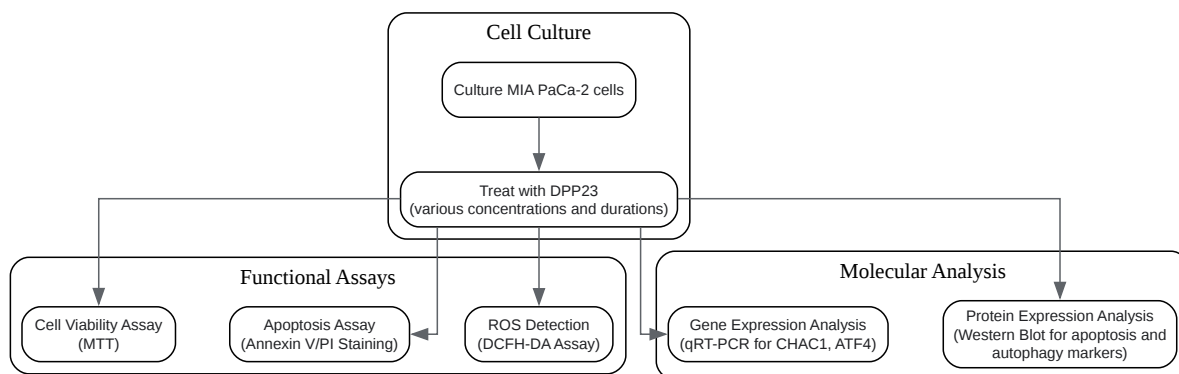 Cell Culture
Culture MIA PaCa-2 cells
Treat with DPP23
(various concentrations and durations)
Functional Assays
Cell Viability Assay
(MTT)
Apoptosis Assay
(Annexin V/PI Staining)
ROS Detection
(DCFH-DA Assay)
Molecular Analysis
Gene Expression Analysis
(qRT-PCR for CHAC1, ATF4)
Protein Expression Analysis
(Western Blot for apoptosis and
autophagy markers)